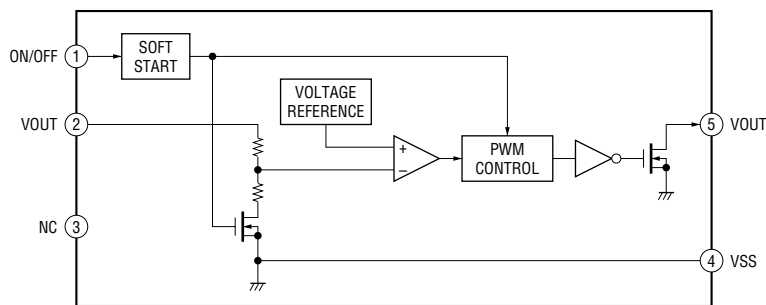 ON/OFF
1
SOFT
START
VOLTAGE
REFERENCE
VOUT
2
5
VOUT
+
−
PWM
CONTROL
NC
3
4
VSS